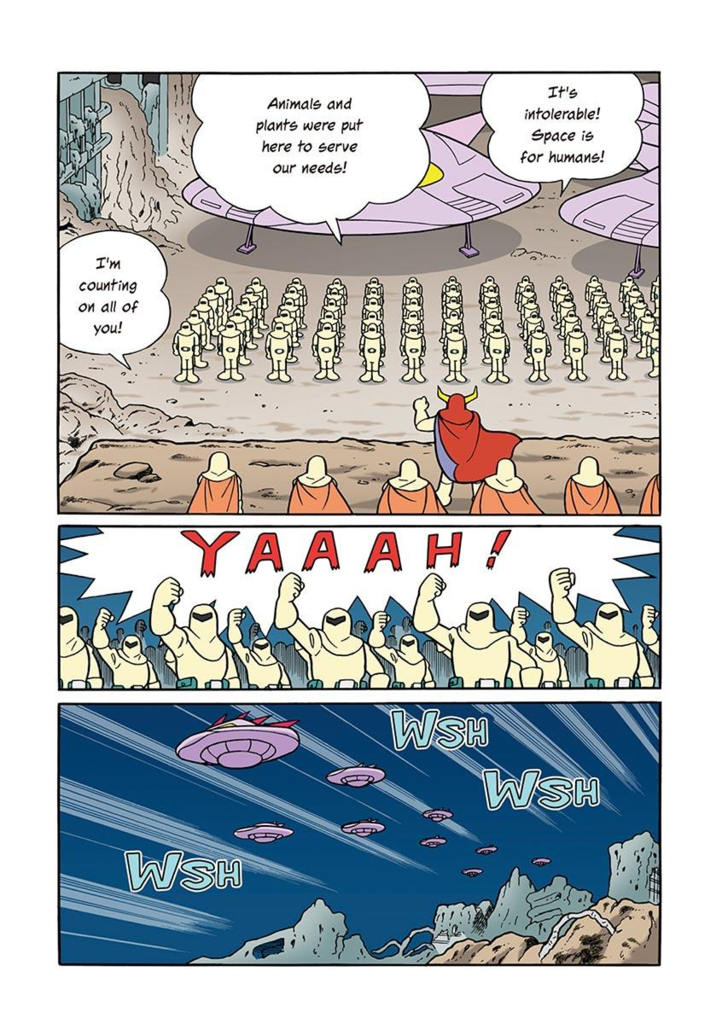 It's
intolerable!
Space is
for humans!
Animals and
plants were put
here to serve
our needs!
I'm
counting
on all of
you!
YAAAH!
WSH
WSH
WSH